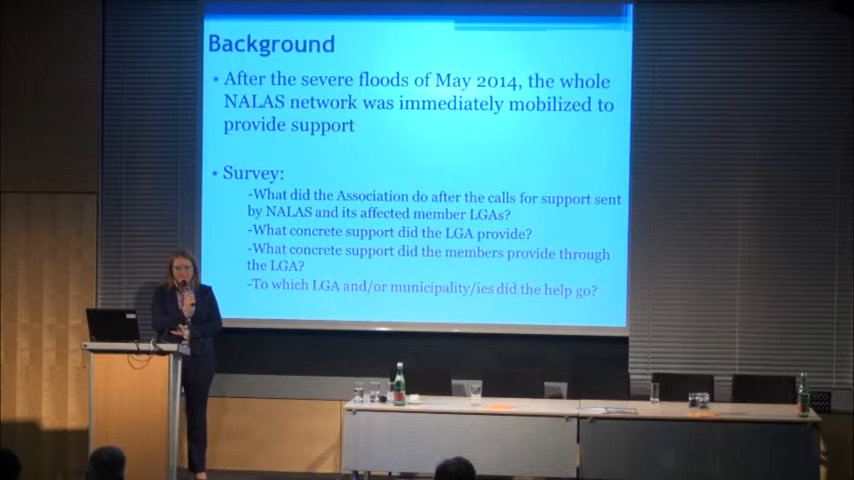 Background
• After the severe floods of May 2014, the whole
NALAS network was immediately mobilized to
provide support
• Survey:
-What did the Association do after the calls for support sent
by NALAS and its affected member LGAs?
-What concrete support did the LGA provide?
-What concrete support did the members provide through
the LGA?
-To which LGA and/or municipality/ies did the help go?